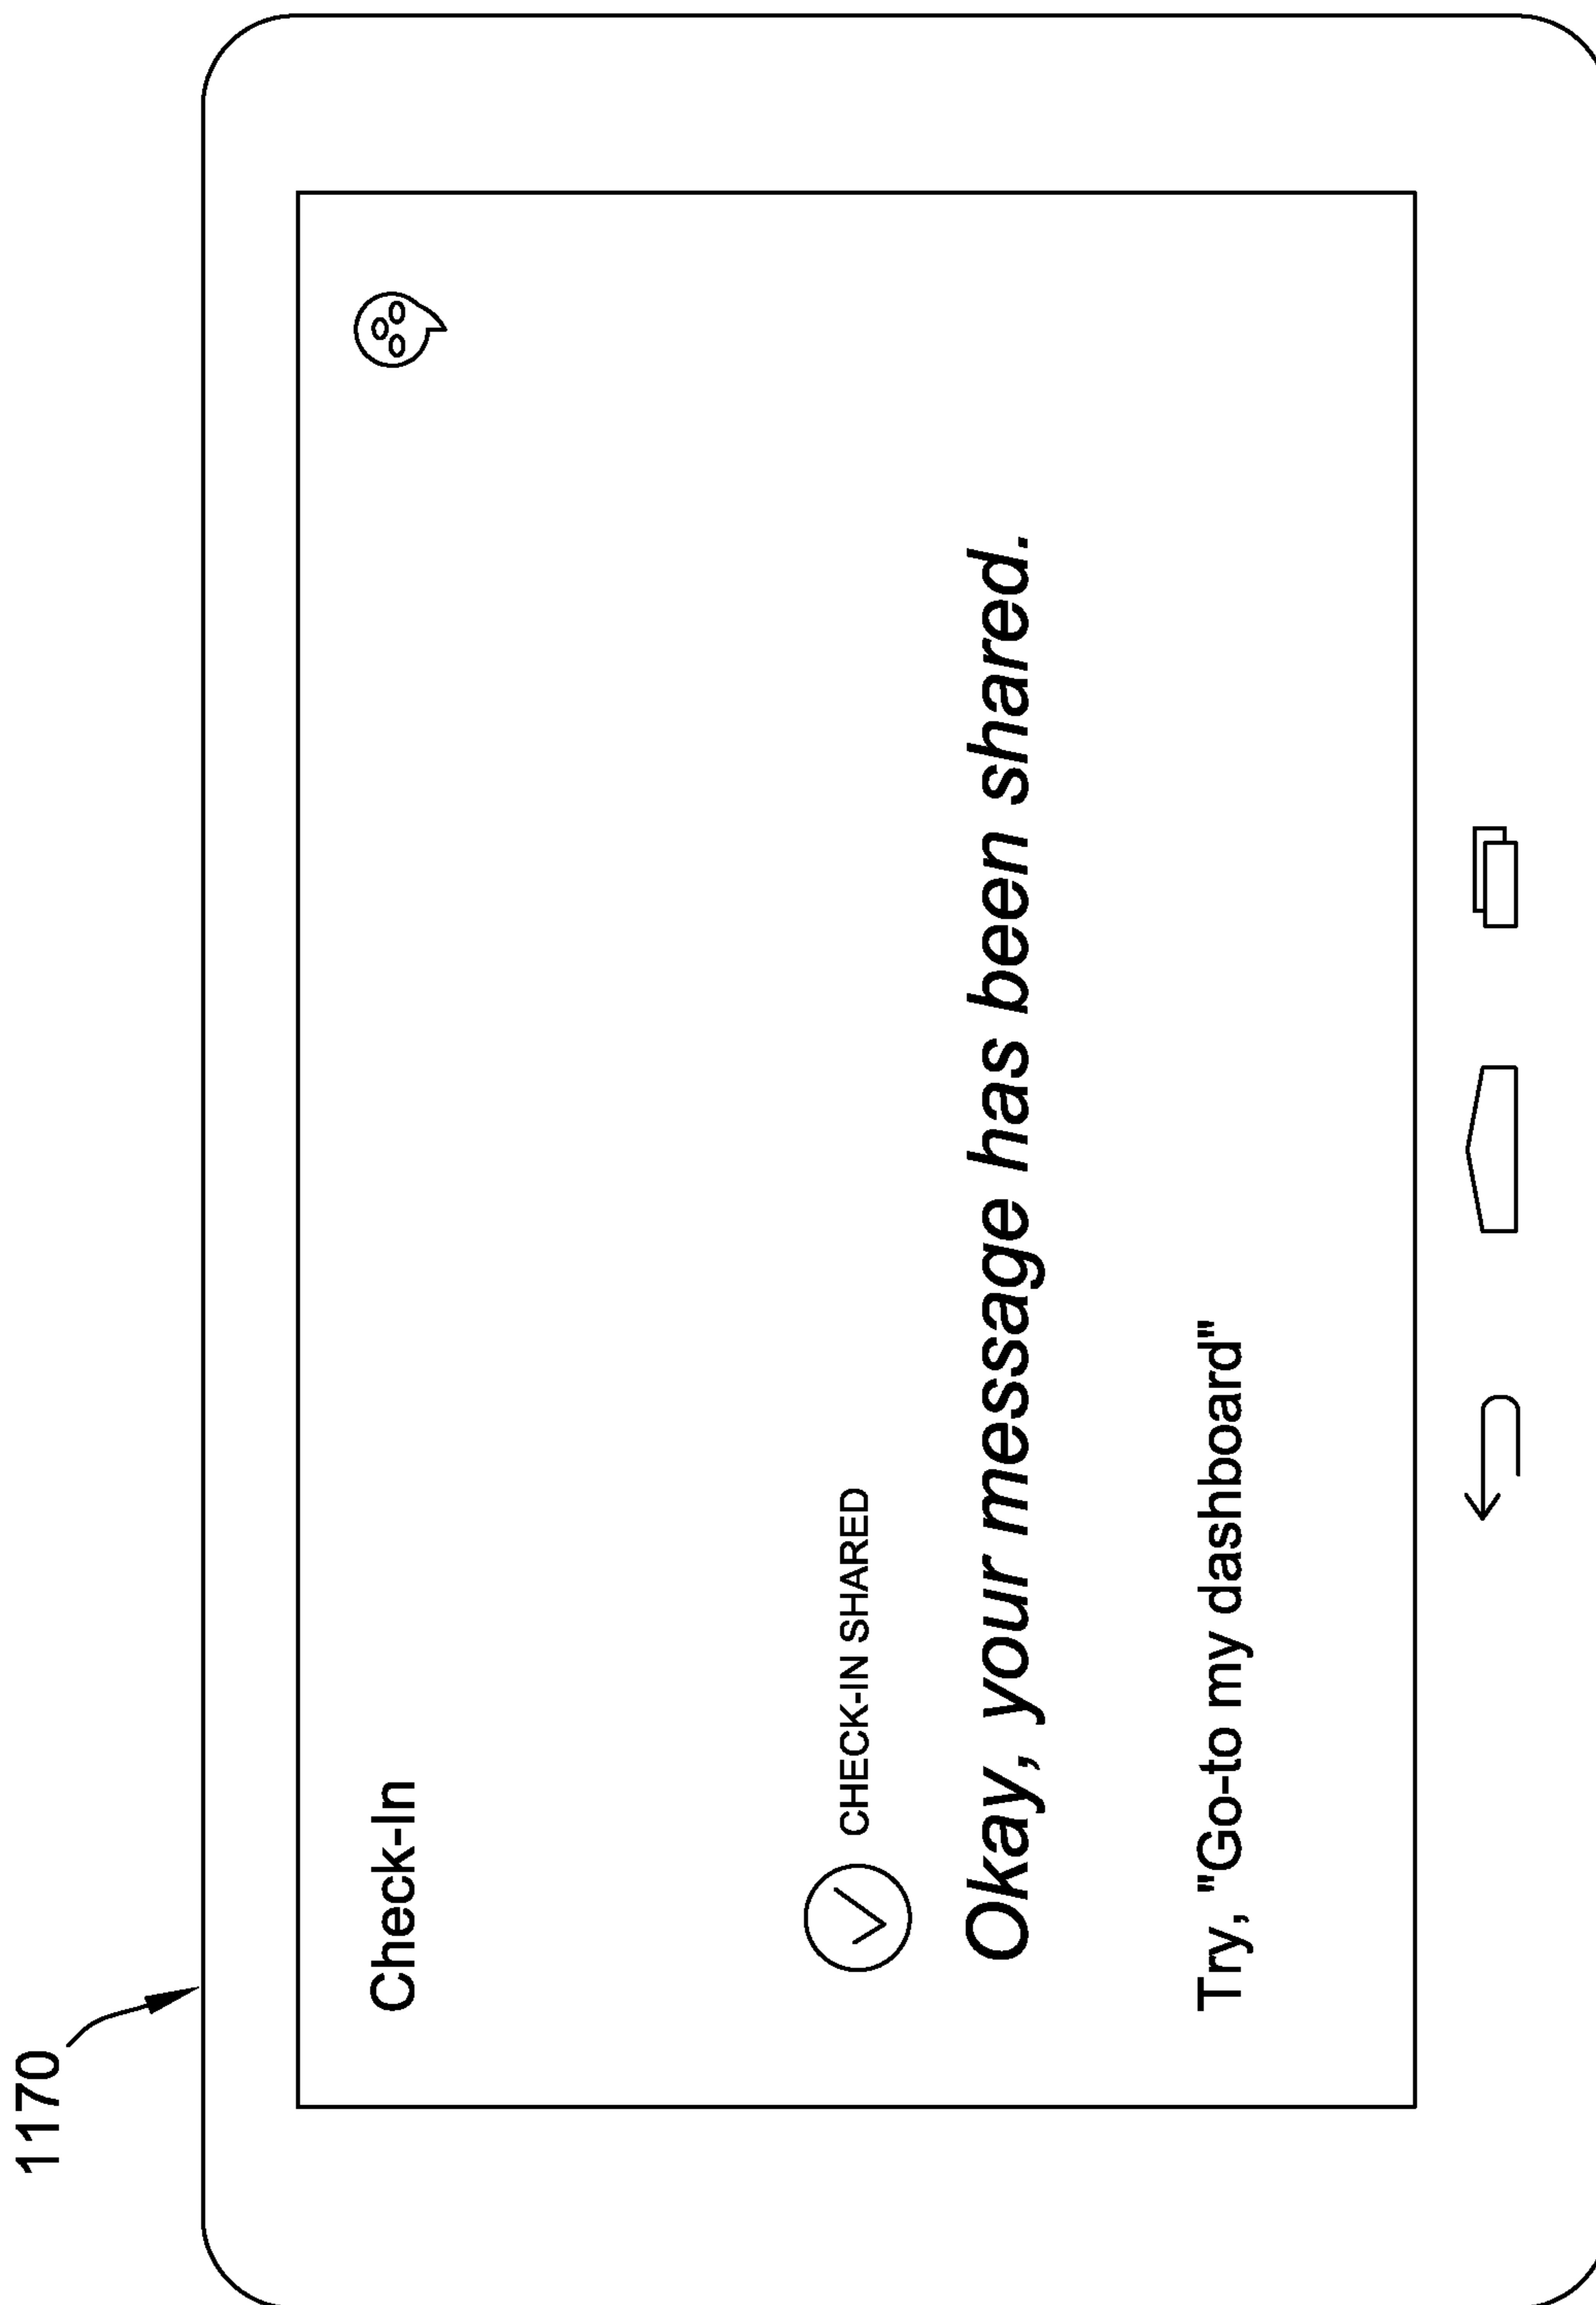 1170
Check-In
CHECK-IN SHARED
Okay, your message has been shared.
Try, "Go-to my dashboard"